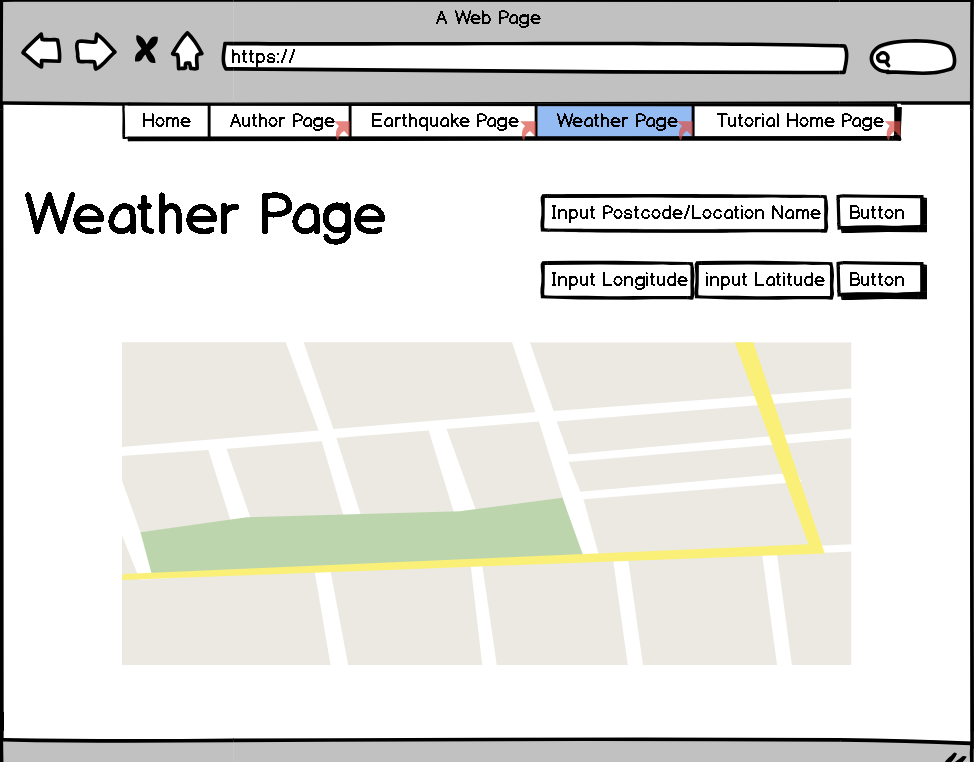 A Web Page
https://
Home Author Page Earthquake Page Weather Page Tutorial Home Page
Weather Page
Input Postcode/Location Name Button
Input Longitude input Latitude Button